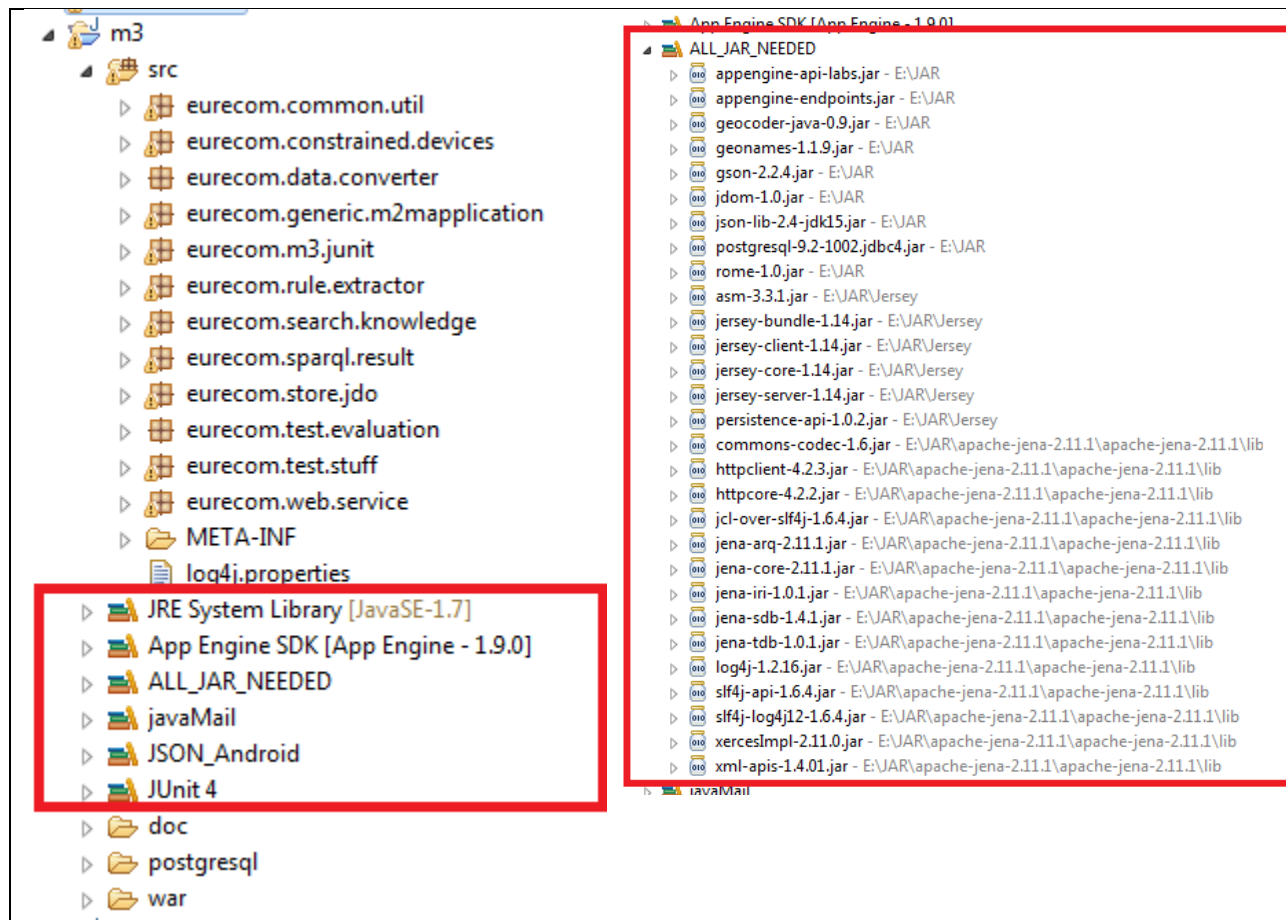 m3
src
eurecom.common.util
eurecom.constrained.devices
eurecom.data.converter
eurecom.generic.m2mapplication
eurecom.m3.junit
eurecom.rule.extractor
eurecom.search.knowledge
eurecom.sparql.result
eurecom.store.jdo
eurecom.test.evaluation
eurecom.test.stuff
eurecom.web.service
META-INF
log4j.properties
JRE System Library [JavaSE-1.7]
App Engine SDK [App Engine - 1.9.0]
ALL_JAR_NEEDED
javaMail
JSON_Android
JUnit 4
doc
postgresql
war
App Engine SDK [App Engine - 1.9.0]
ALL_JAR_NEEDED
appengine-api-labs.jar - E:\JAR
appengine-endpoints.jar - E:\JAR
geocoder-java-0.9.jar - E:\JAR
geonames-1.1.9.jar - E:\JAR
gson-2.2.4.jar - E:\JAR
jdom-1.0.jar - E:\JAR
json-lib-2.4-jdk15.jar - E:\JAR
postgresql-9.2-1002.jdbc4.jar - E:\JAR
rome-1.0.jar - E:\JAR
asm-3.3.1.jar - E:\JAR\Jersey
jersey-bundle-1.14.jar - E:\JAR\Jersey
jersey-client-1.14.jar - E:\JAR\Jersey
jersey-core-1.14.jar - E:\JAR\Jersey
jersey-server-1.14.jar - E:\JAR\Jersey
persistence-api-1.0.2.jar - E:\JAR\Jersey
commons-codec-1.6.jar - E:\JAR\apache-jena-2.11.1\apache-jena-2.11.1\lib
httpclient-4.2.3.jar - E:\JAR\apache-jena-2.11.1\apache-jena-2.11.1\lib
httpcore-4.2.2.jar - E:\JAR\apache-jena-2.11.1\apache-jena-2.11.1\lib
jcl-over-slf4j-1.6.4.jar - E:\JAR\apache-jena-2.11.1\apache-jena-2.11.1\lib
jena-arq-2.11.1.jar - E:\JAR\apache-jena-2.11.1\apache-jena-2.11.1\lib
jena-core-2.11.1.jar - E:\JAR\apache-jena-2.11.1\apache-jena-2.11.1\lib
jena-iri-1.0.1.jar - E:\JAR\apache-jena-2.11.1\apache-jena-2.11.1\lib
jena-sdb-1.4.1.jar - E:\JAR\apache-jena-2.11.1\apache-jena-2.11.1\lib
jena-tdb-1.0.1.jar - E:\JAR\apache-jena-2.11.1\apache-jena-2.11.1\lib
log4j-1.2.16.jar - E:\JAR\apache-jena-2.11.1\apache-jena-2.11.1\lib
slf4j-api-1.6.4.jar - E:\JAR\apache-jena-2.11.1\apache-jena-2.11.1\lib
slf4j-log4j12-1.6.4.jar - E:\JAR\apache-jena-2.11.1\apache-jena-2.11.1\lib
xercesImpl-2.11.0.jar - E:\JAR\apache-jena-2.11.1\apache-jena-2.11.1\lib
xml-apis-1.4.01.jar - E:\JAR\apache-jena-2.11.1\apache-jena-2.11.1\lib
javaMail